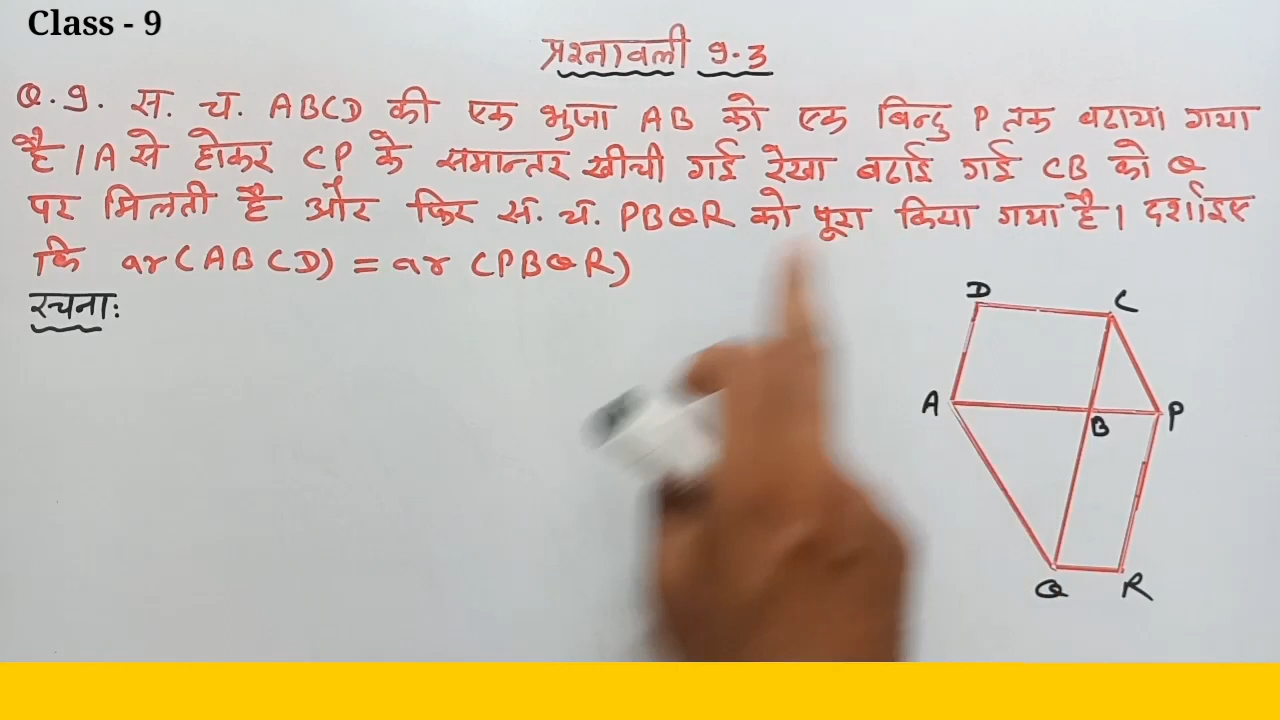 Class - 9
प्रश्नावली 9.3
Q.9. स. च. ABCD की एक भुजा AB को एक बिन्दु P तक बढाया गया
है। A से होकर CP के समान्तर खींची गई रेखा बढाई गई CB को Q
पर मिलती है और फिर स. च. PBQR को पूरा किया गया है। दर्शाइए
कि ar(ABCD) = ar (PBQR)
रचनाः
D
C
A
B
P
Q
R